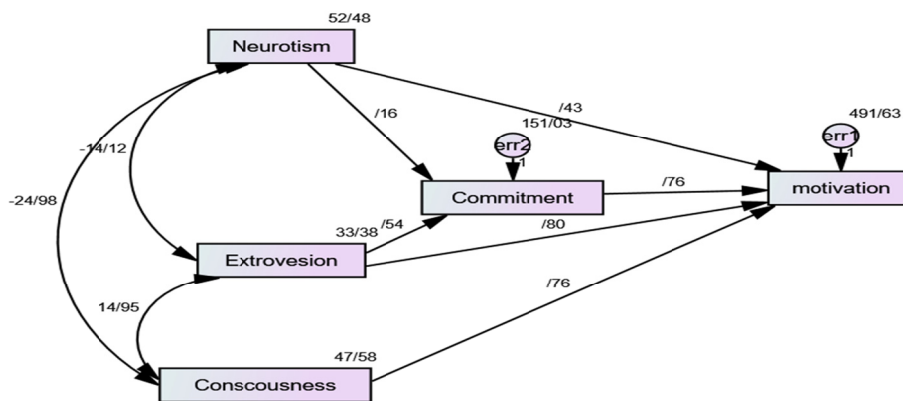 52/48
Neurotism
/43
/16
491/63
151/03
err1
1
-14/12
err2
1
/76
motivation
Commitment
-24/98
/54
33/38
/80
Extrovesion
/76
14/95
47/58
Conscousness